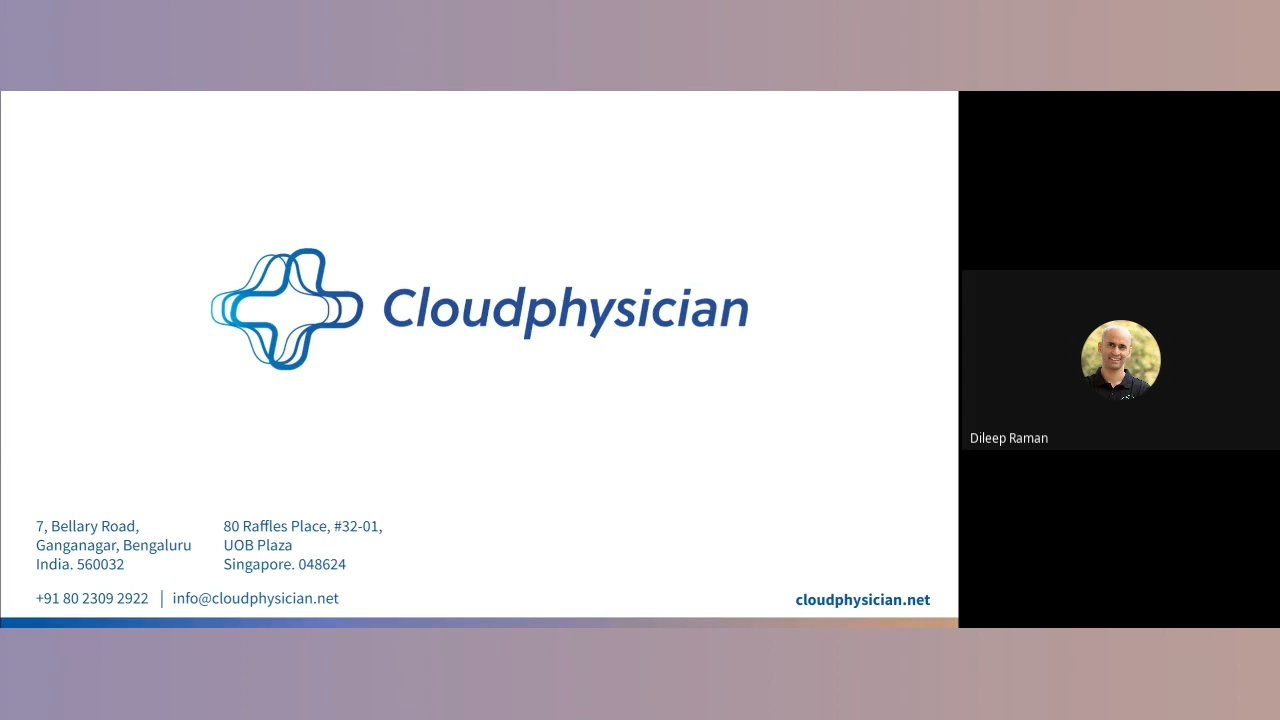 Cloudphysician
7, Bellary Road,
Ganganagar, Bengaluru
India. 560032
80 Raffles Place, #32-01,
UOB Plaza
Singapore. 048624
+91 80 2309 2922 | info@cloudphysician.net
cloudphysician.net
Dileep Raman